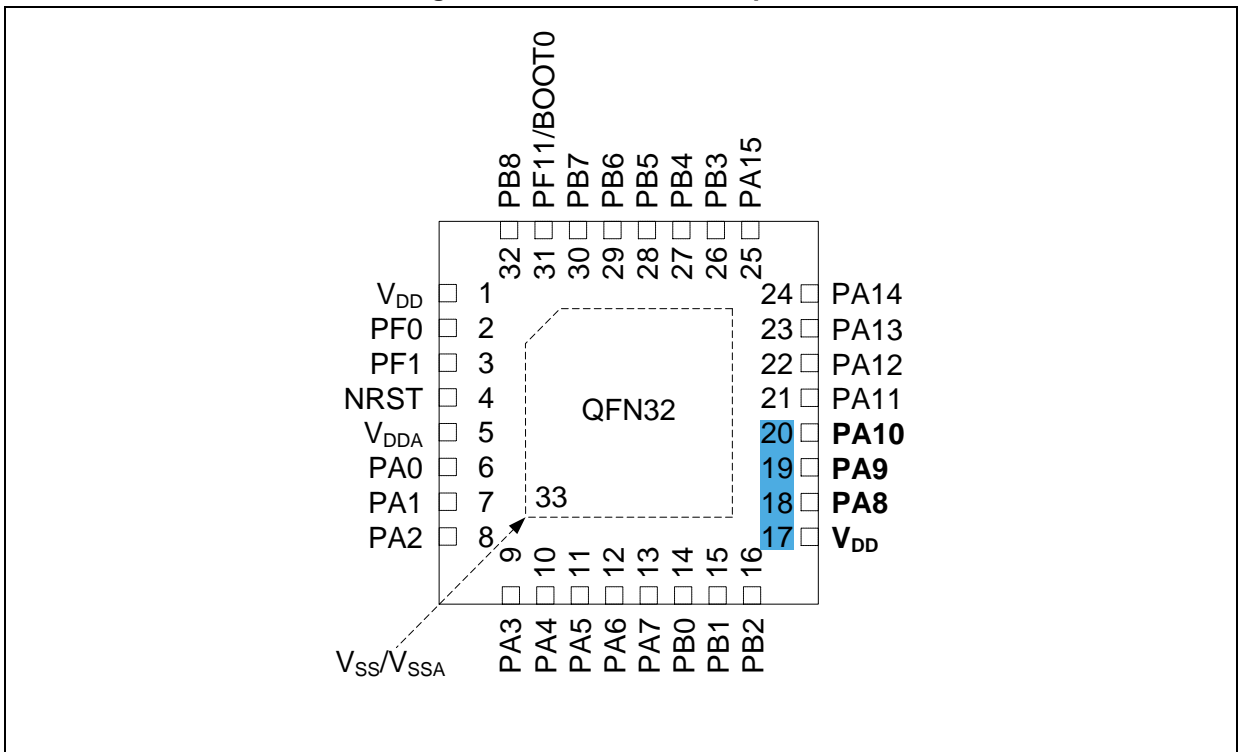 PB8
PF11/BOOT0
PB7
PB6
PB5
PB4
PB3
PA15
32
31
30
29
28
27
26
25
VDD 1
PF0 2
PF1 3
NRST 4
VDDA 5
PA0 6
PA1 7
PA2 8
24 PA14
23 PA13
22 PA12
21 PA11
20 PA10
19 PA9
18 PA8
17 VDD
QFN32
33
9
10
11
12
13
14
15
16
PA3
PA4
PA5
PA6
PA7
PB0
PB1
PB2
VSS/VSSA